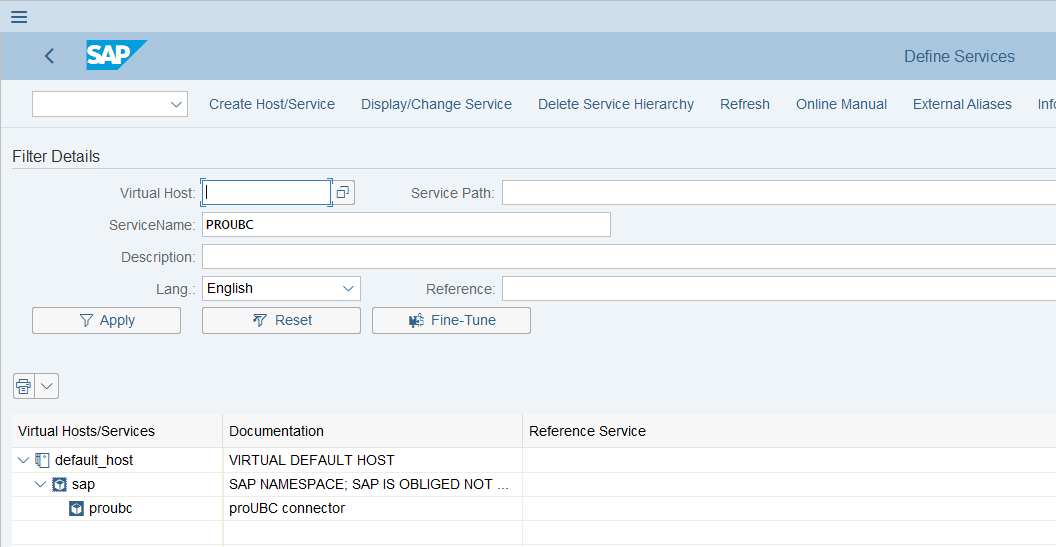 SAP
Define Services
Create Host/Service Display/Change Service Delete Service Hierarchy Refresh Online Manual External Aliases
Filter Details
Virtual Host: Service Path:
ServiceName: PROUBC
Description:
Lang.: English Reference:
Apply Reset Fine-Tune
Virtual Hosts/Services Documentation Reference Service
default_host VIRTUAL DEFAULT HOST
sap SAP NAMESPACE; SAP IS OBLIGED NOT ...
proubc proUBC connector